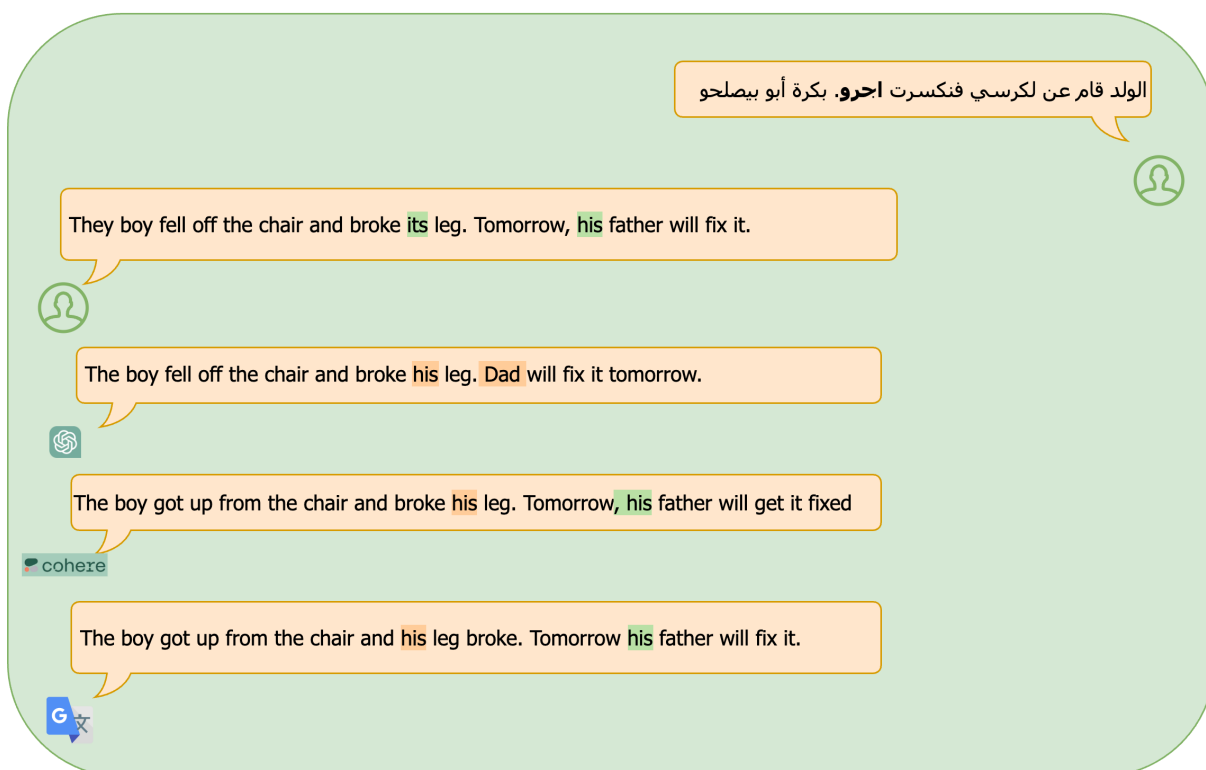 الولد قام عن لكرسي فنكسرت اجرو. بكرة أبو بيصلحو
They boy fell off the chair and broke its leg. Tomorrow, his father will fix it.
The boy fell off the chair and broke his leg. Dad will fix it tomorrow.
The boy got up from the chair and broke his leg. Tomorrow, his father will get it fixed
cohere
The boy got up from the chair and his leg broke. Tomorrow his father will fix it.
G 文